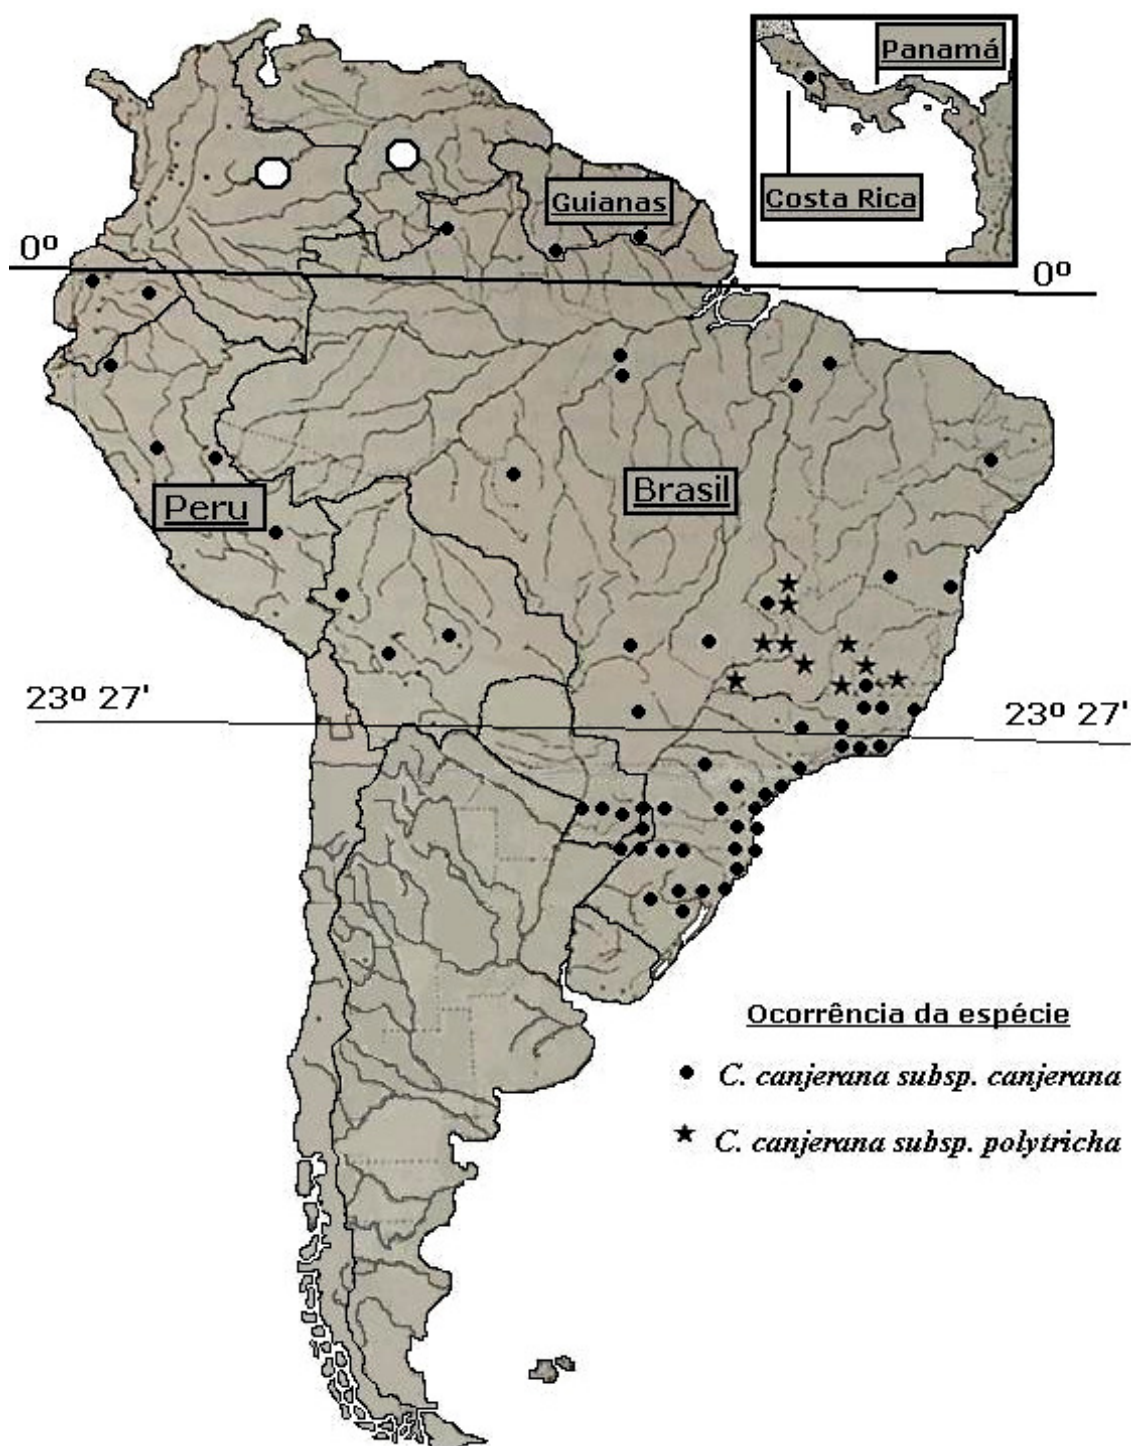 Panamá
Costa Rica
Guianas
0º
0º
Peru
Brasil
23º 27'
23º 27'
Ocorrência da espécie
C. canjerana subsp. canjerana
C. canjerana subsp. polytricha